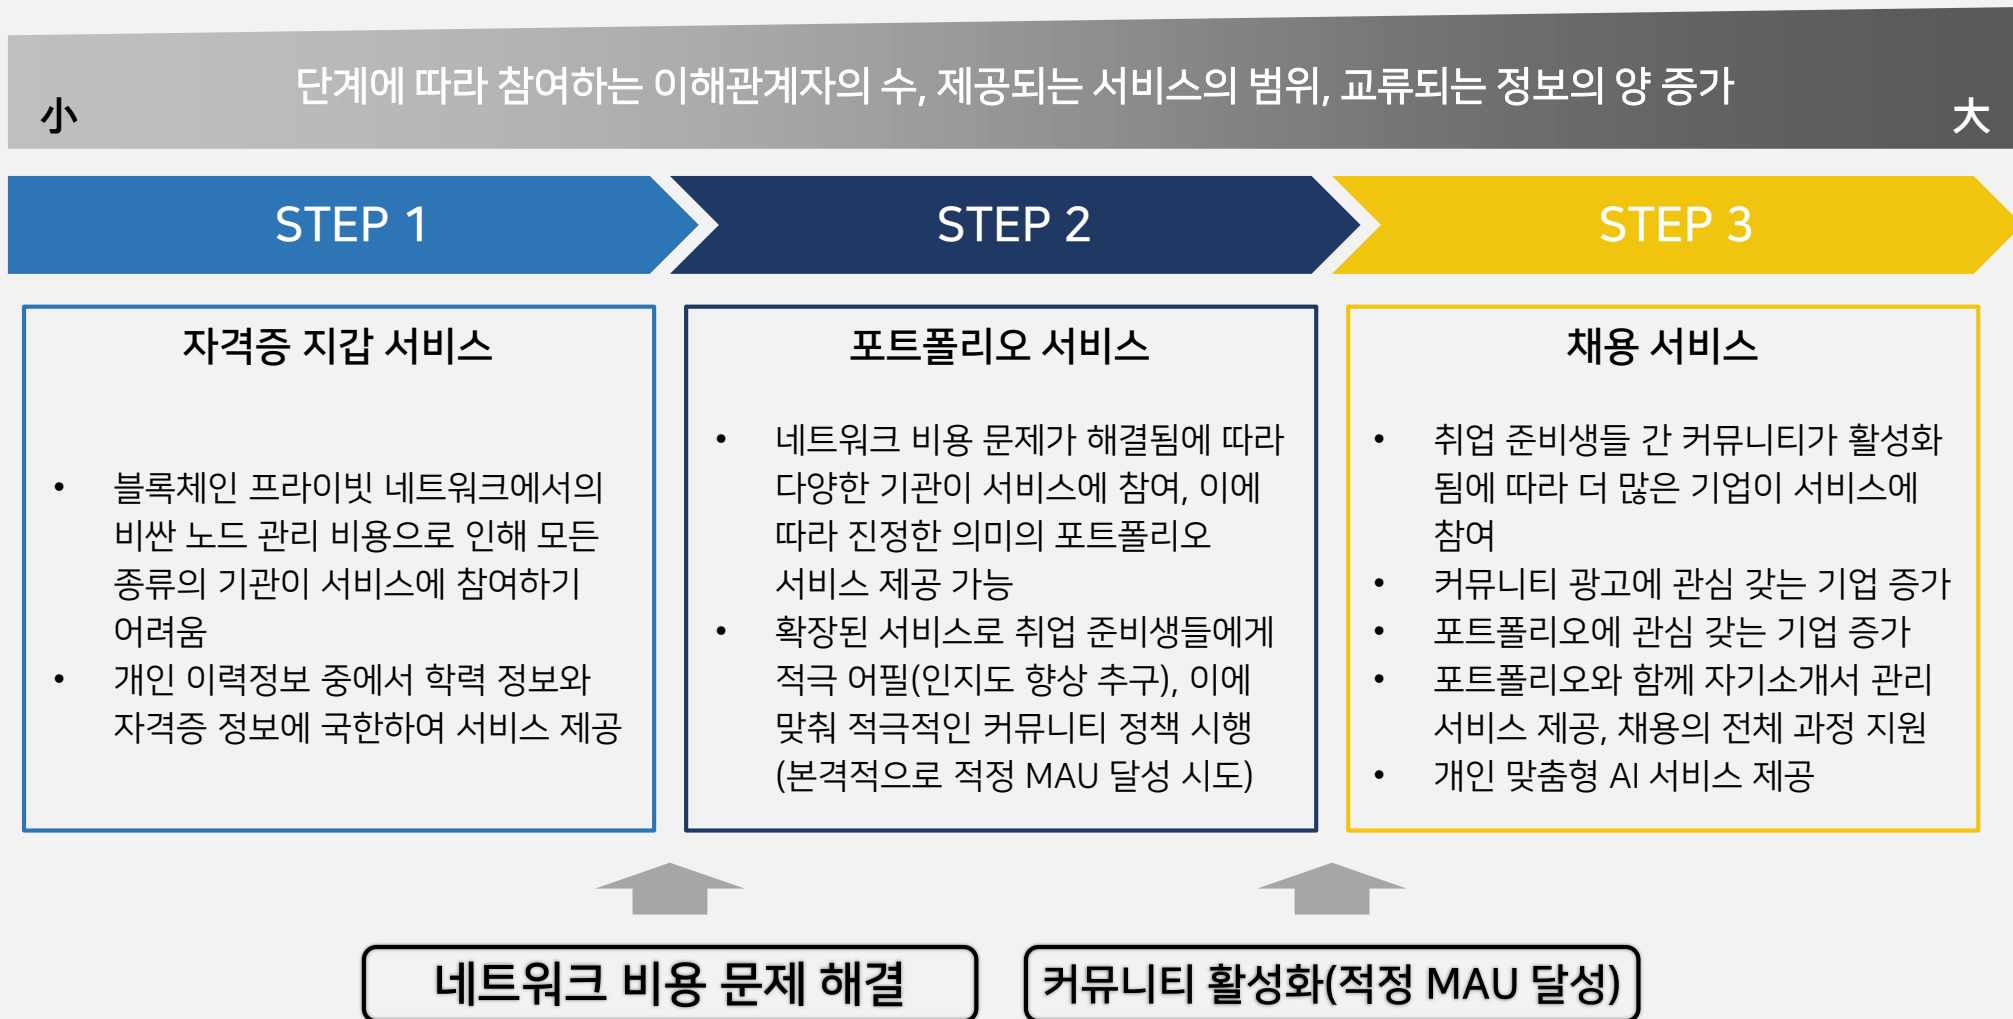 단계에 따라 참여하는 이해관계자의 수, 제공되는 서비스의 범위, 교류되는 정보의 양 증가
小
大
STEP 1
STEP 2
STEP 3
자격증 지갑 서비스
• 블록체인 프라이빗 네트워크에서의
비싼 노드 관리 비용으로 인해 모든
종류의 기관이 서비스에 참여하기
어려움
• 개인 이력정보 중에서 학력 정보와
자격증 정보에 국한하여 서비스 제공
포트폴리오 서비스
• 네트워크 비용 문제가 해결됨에 따라
다양한 기관이 서비스에 참여, 이에
따라 진정한 의미의 포트폴리오
서비스 제공 가능
• 확장된 서비스로 취업 준비생들에게
적극 어필(인지도 향상 추구), 이에
맞춰 적극적인 커뮤니티 정책 시행
(본격적으로 적정 MAU 달성 시도)
채용 서비스
• 취업 준비생들 간 커뮤니티가 활성화
됨에 따라 더 많은 기업이 서비스에
참여
• 커뮤니티 광고에 관심 갖는 기업 증가
• 포트폴리오에 관심 갖는 기업 증가
• 포트폴리오와 함께 자기소개서 관리
서비스 제공, 채용의 전체 과정 지원
• 개인 맞춤형 AI 서비스 제공
네트워크 비용 문제 해결
커뮤니티 활성화(적정 MAU 달성)